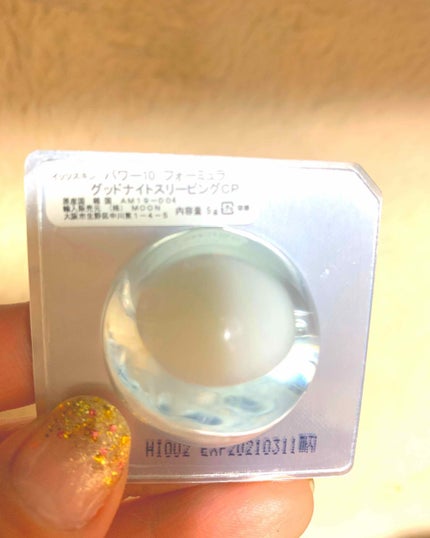 イッツスキン パワー10 フォーミュラ
グッドナイトスリーピングCP
原産国 韓国 AM19-004
輸入販売元 (株) MOON 内容量 5g
大阪市生野区中川東1-4-5
H1002 EXP20210311